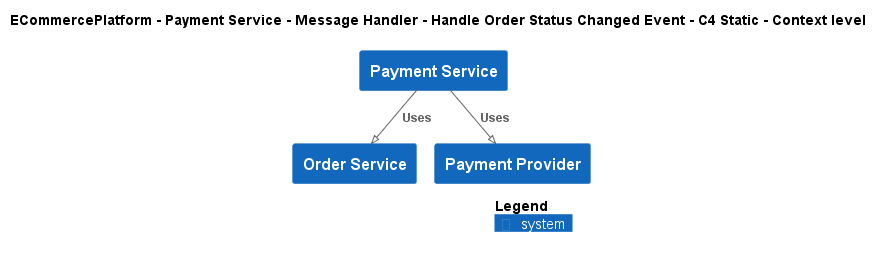 ECommercePlatform - Payment Service - Message Handler - Handle Order Status Changed Event - C4 Static - Context level
Payment Service
Uses
Uses
Order Service
Payment Provider
Legend
system